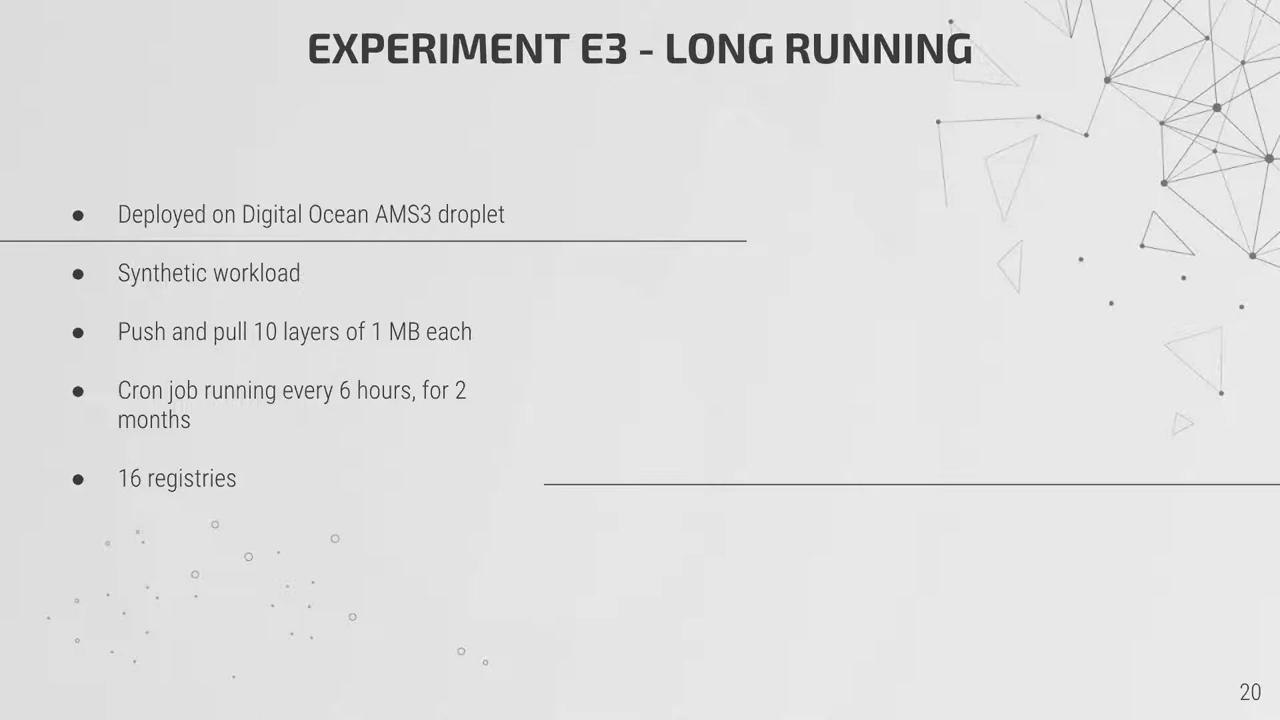 EXPERIMENT E3 - LONG RUNNING
● Deployed on Digital Ocean AMS3 droplet
● Synthetic workload
● Push and pull 10 layers of 1 MB each
● Cron job running every 6 hours, for 2
months
● 16 registries
20